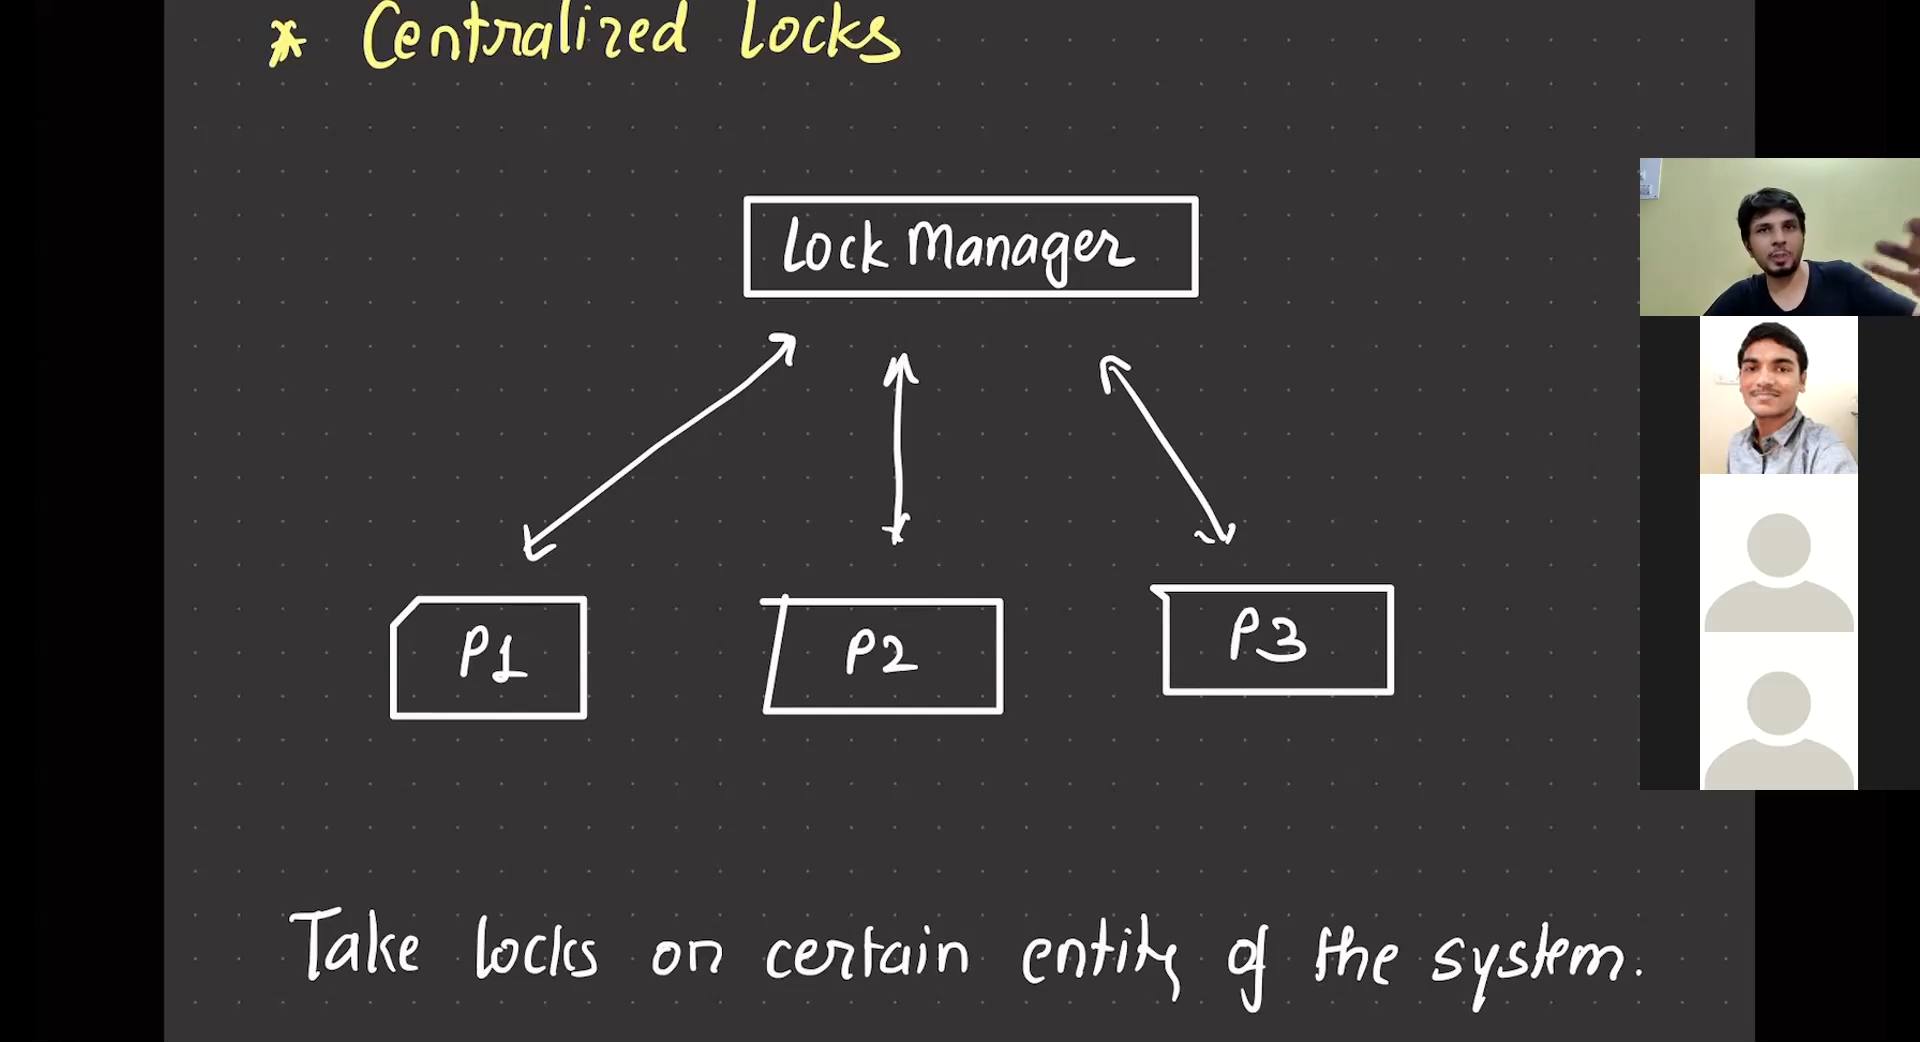 * Centralized Locks
Lock Manager
P1
P2
P3
Take locks on certain entity of the system.